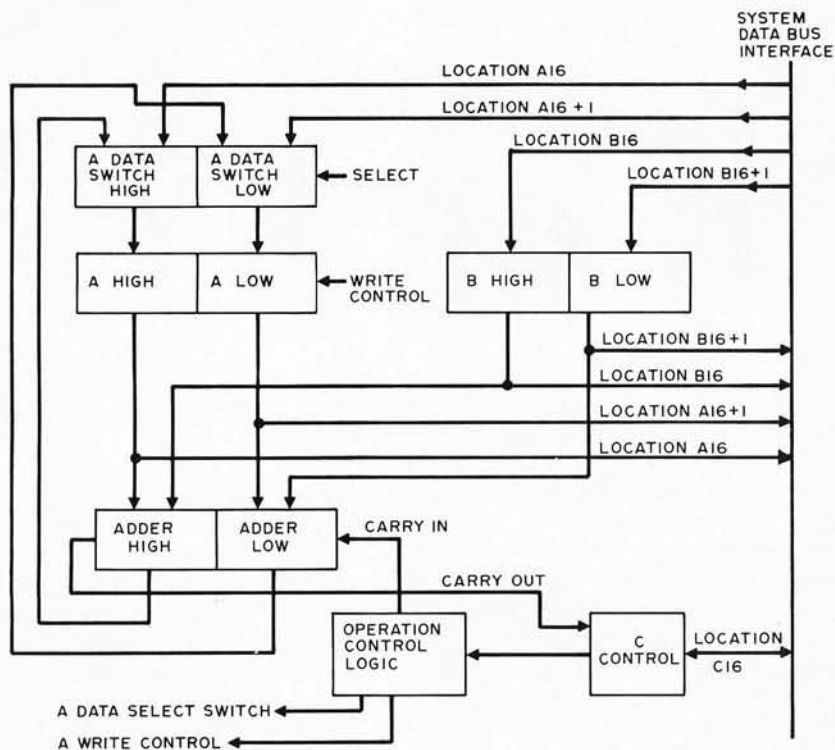 SYSTEM
DATA BUS
INTERFACE
LOCATION A16
LOCATION A16 +1
LOCATION B16
LOCATION B16+1
A DATA
SWITCH
HIGH
A DATA
SWITCH
LOW
SELECT
A HIGH
A LOW
WRITE
CONTROL
B HIGH
B LOW
LOCATION B16+1
LOCATION B16
LOCATION A16+1
LOCATION A16
ADDER
HIGH
ADDER
LOW
CARRY IN
CARRY OUT
OPERATION
CONTROL
LOGIC
C
CONTROL
LOCATION
C16
A DATA SELECT SWITCH
A WRITE CONTROL